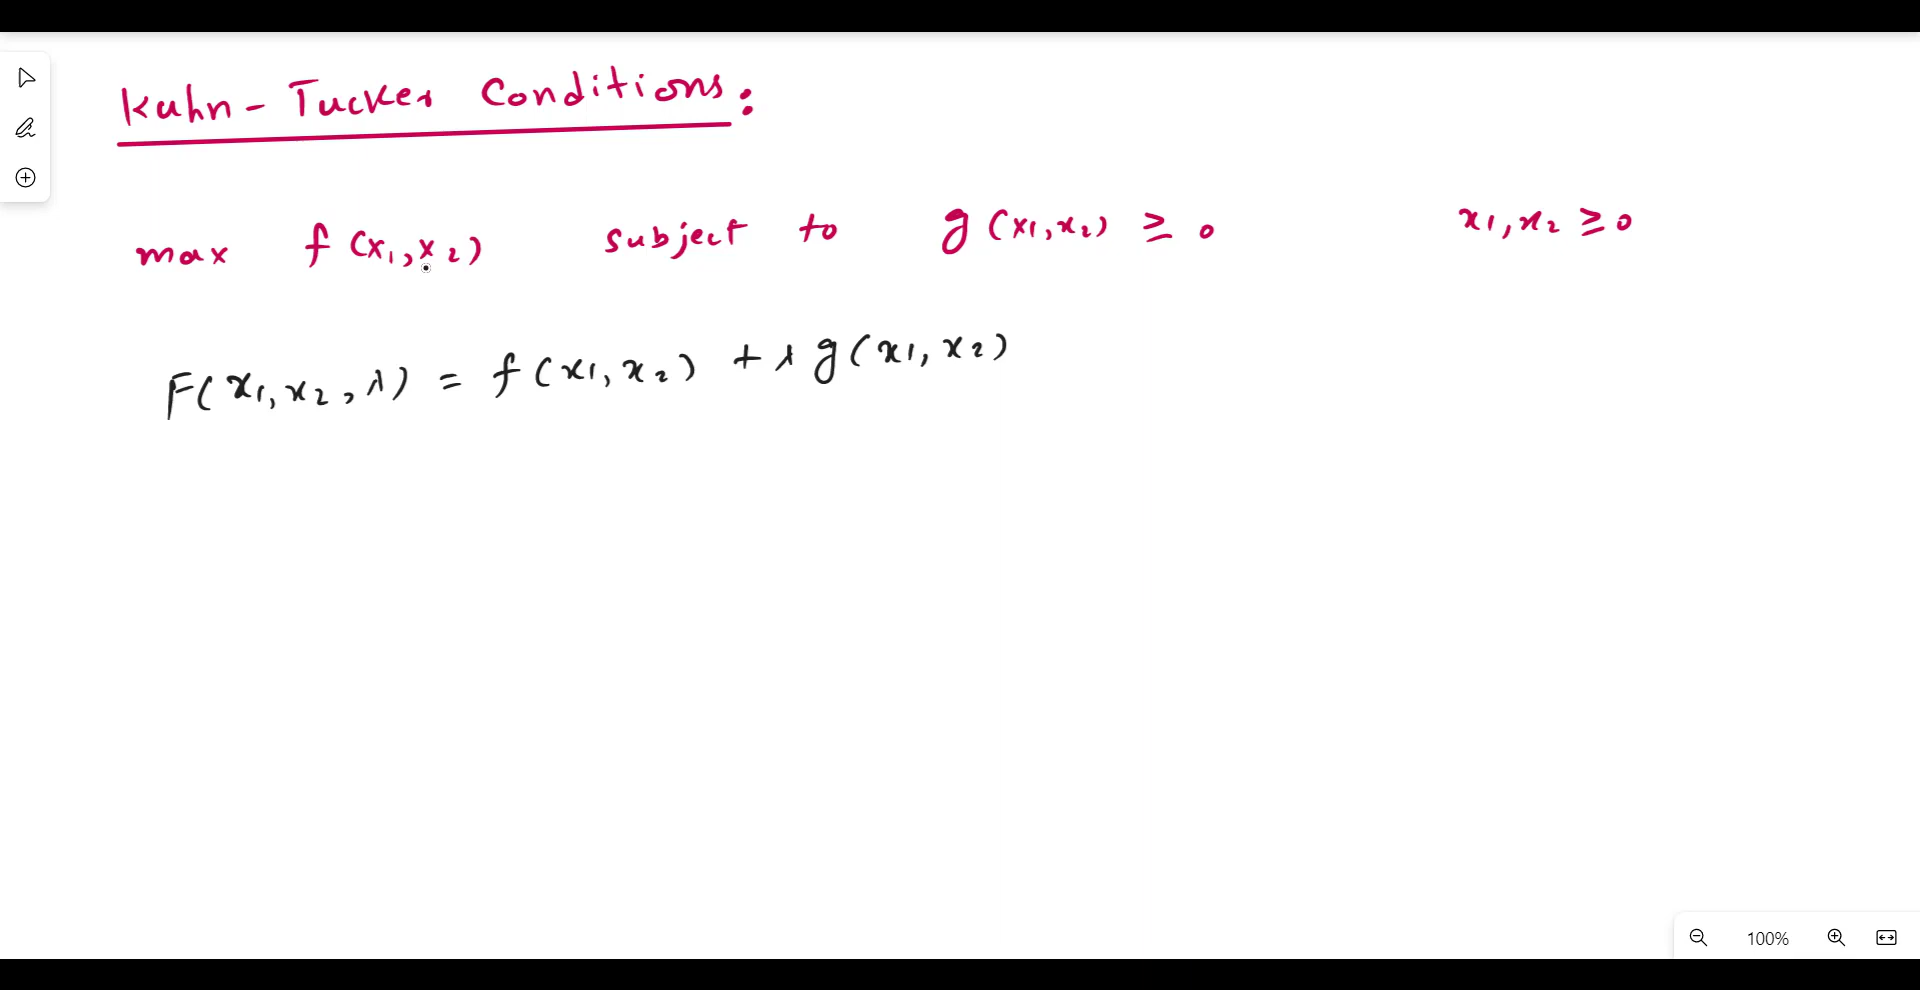 Kuhn - Tucker Conditions :
max f(x₁,x₂) subject to g(x₁,x₂) ≥ 0 x₁,x₂ ≥ 0
F(x₁,x₂,λ) = f(x₁,x₂) + λ g(x₁,x₂)
100%